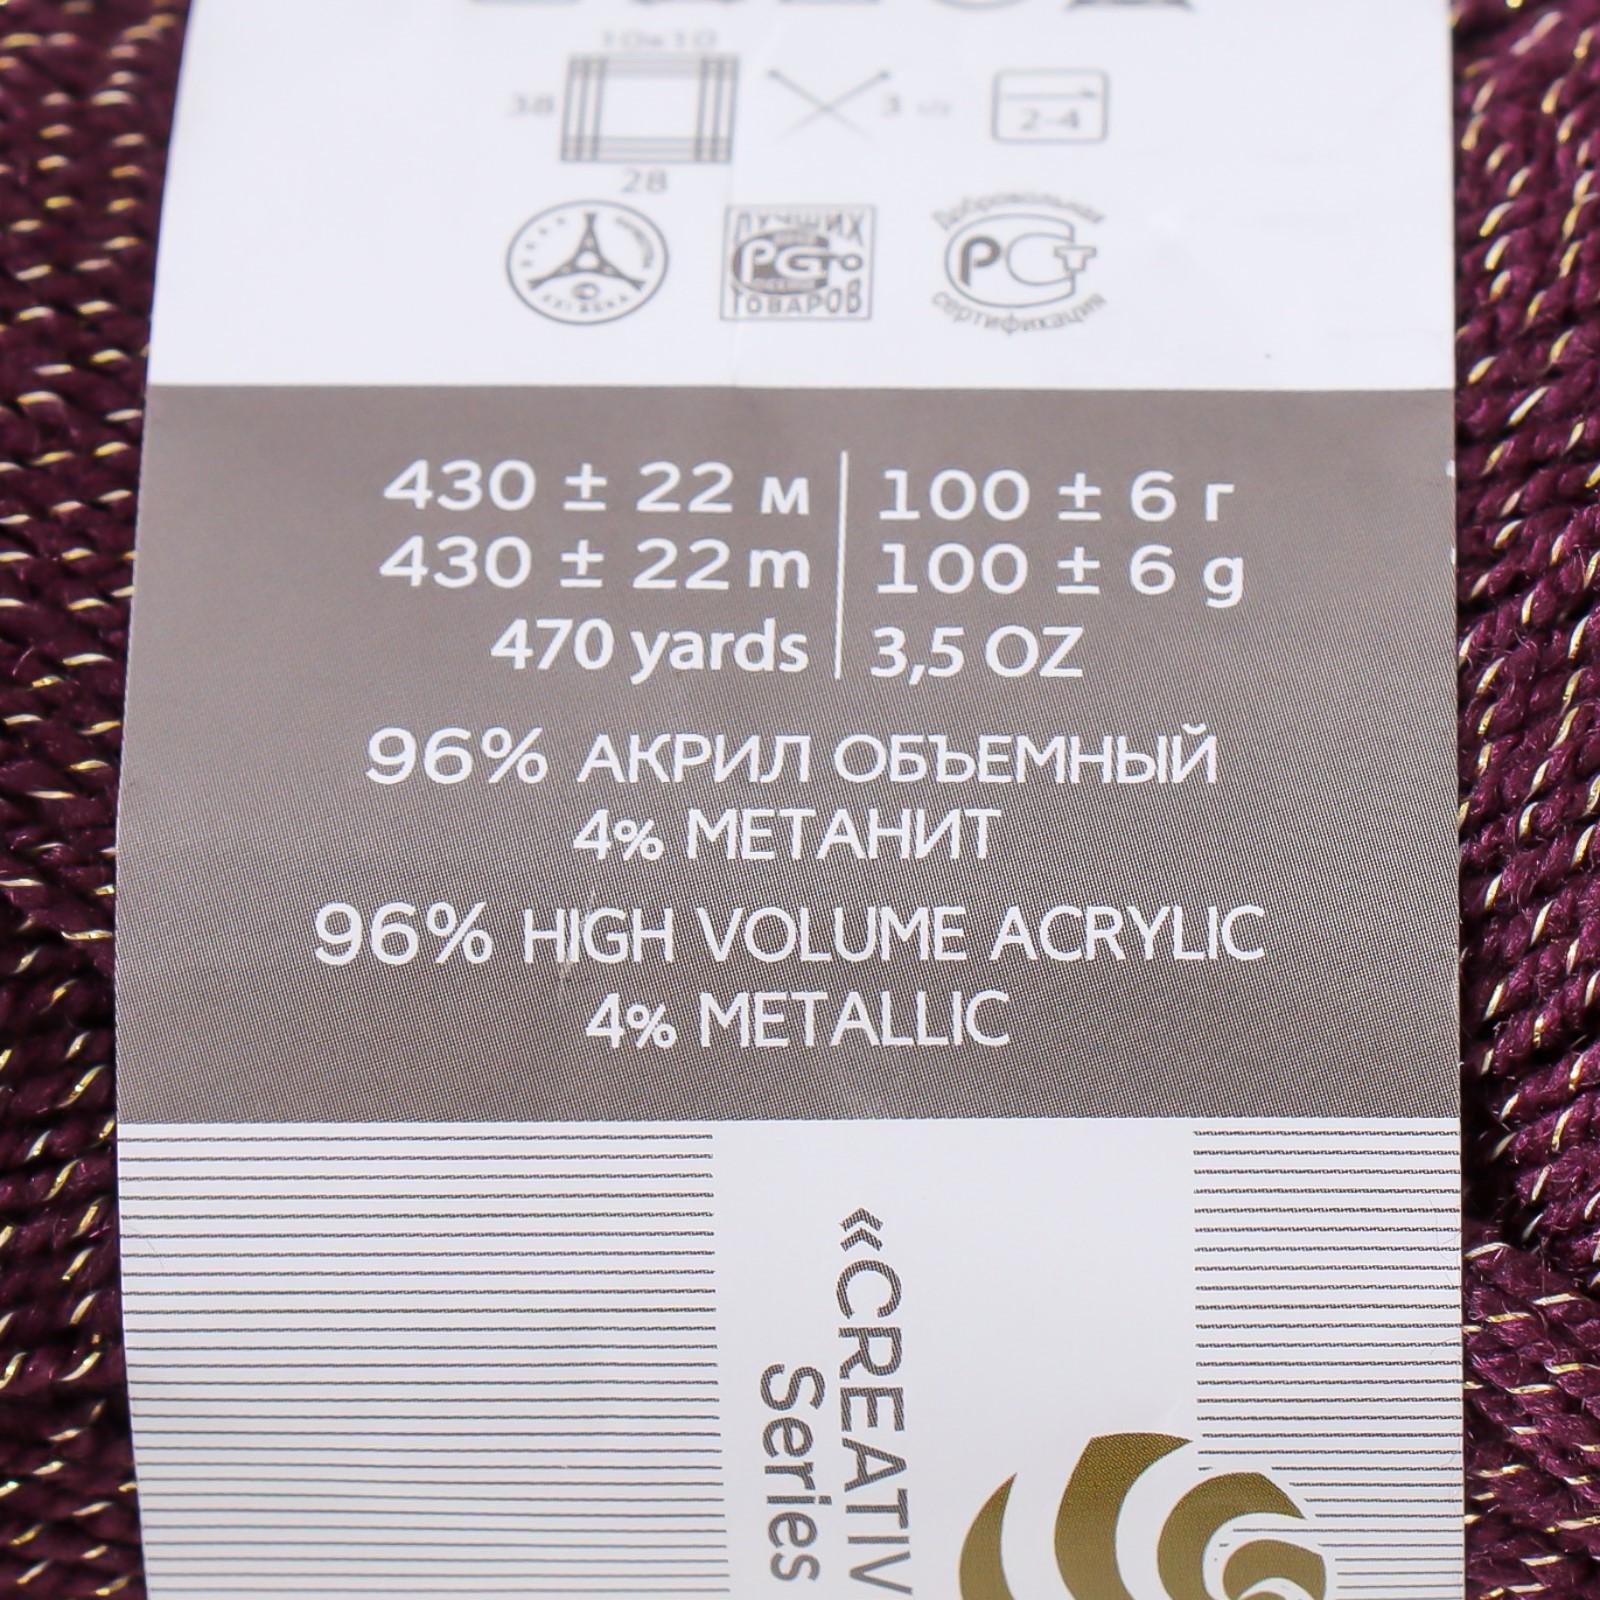 10x10
38
28
3
2-4
ЛУЧШИХ
ТОВАРОВ
Добровольная
РСТ
сертификация
430 ± 22 м | 100 ± 6 г
430 ± 22 m | 100 ± 6 g
470 yards | 3,5 OZ
96% АКРИЛ ОБЪЕМНЫЙ
4% МЕТАНИТ
96% HIGH VOLUME ACRYLIC
4% METALLIC
«CREATIV
Series